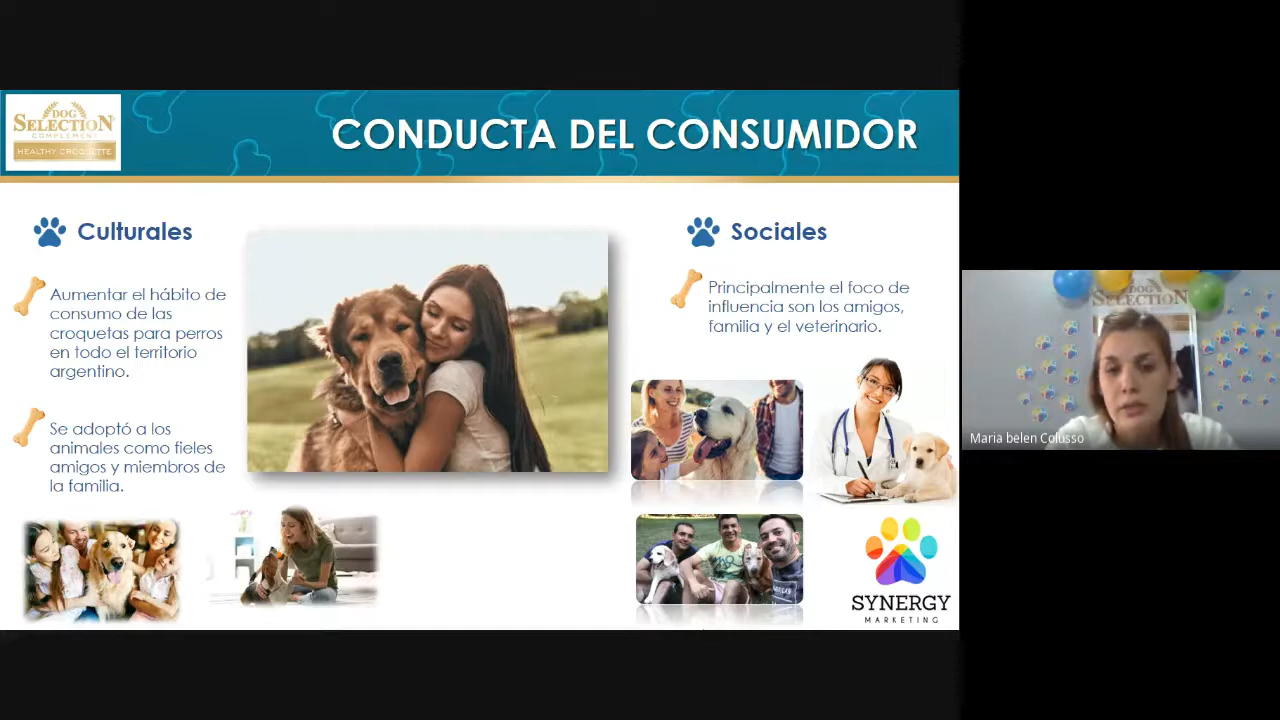 DOG
SELECTION
COMPLEMENT
HEALTHY CROQUETTE
CONDUCTA DEL CONSUMIDOR
Culturales
Aumentar el hábito de
consumo de las
croquetas para perros
en todo el territorio
argentino.
Se adoptó a los
animales como fieles
amigos y miembros de
la familia.
Sociales
Principalmente el foco de
influencia son los amigos,
familia y el veterinario.
SYNERGY
MARKETING
DOG
SELECTION
Maria belen Colusso